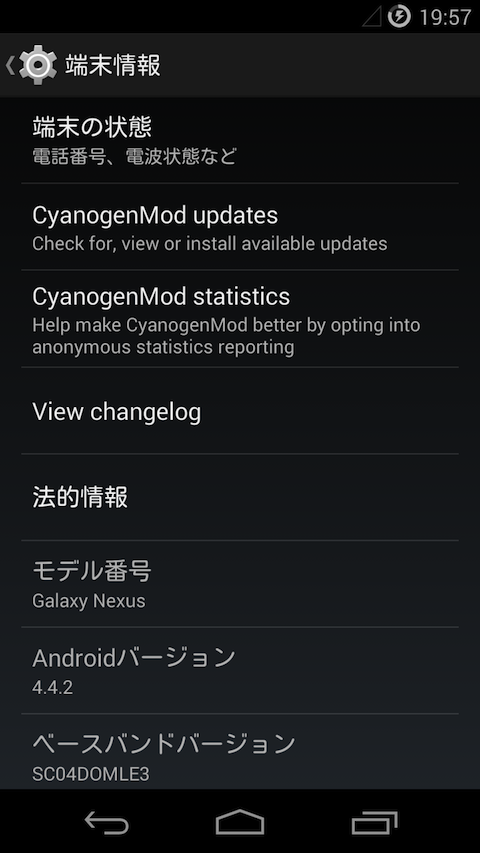 19:57
端末情報
端末の状態
電話番号、電波状態など
CyanogenMod updates
Check for, view or install available updates
CyanogenMod statistics
Help make CyanogenMod better by opting into
anonymous statistics reporting
View changelog
法的情報
モデル番号
Galaxy Nexus
Androidバージョン
4.4.2
ベースバンドバージョン
SC04DOMLE3